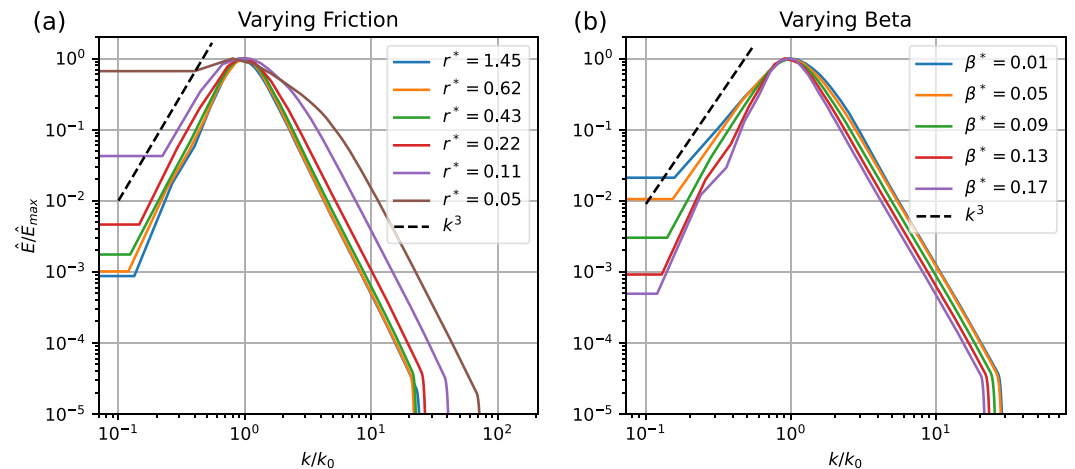 (a) Varying Friction
10^0
10^-1
10^-2
10^-3
10^-4
10^-5
Ê/Ê_max
r* = 1.45
r* = 0.62
r* = 0.43
r* = 0.22
r* = 0.11
r* = 0.05
k^3
10^-1 10^0 10^1 10^2
k/k_0
(b) Varying Beta
10^0
10^-1
10^-2
10^-3
10^-4
10^-5
β* = 0.01
β* = 0.05
β* = 0.09
β* = 0.13
β* = 0.17
k^3
10^-1 10^0 10^1
k/k_0